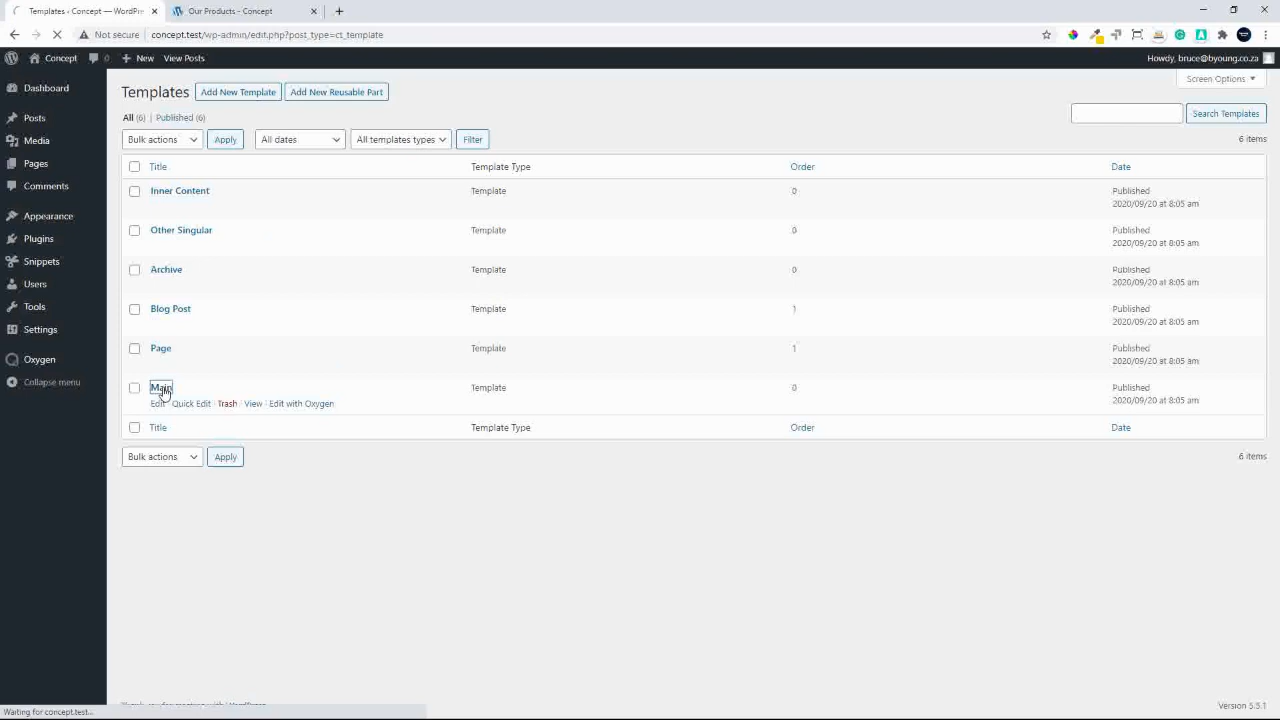 Templates ‹ Concept — WordPre
Our Products - Concept
Not secure
concept.test/wp-admin/edit.php?post_type=ct_template
Concept
0
New
View Posts
Howdy, bruce@byoung.co.za
Dashboard
Posts
Media
Pages
Comments
Appearance
Plugins
Snippets
Users
Tools
Settings
Oxygen
Collapse menu
Screen Options
Templates
Add New Template
Add New Reusable Part
All (6) | Published (6)
Search Templates
Bulk actions
Apply
All dates
All templates types
Filter
6 items
Title Template Type Order Date
Inner Content Template 0 Published
2020/09/20 at 8:05 am
Other Singular Template 0 Published
2020/09/20 at 8:05 am
Archive Template 0 Published
2020/09/20 at 8:05 am
Blog Post Template 1 Published
2020/09/20 at 8:05 am
Page Template 1 Published
2020/09/20 at 8:05 am
Main Template 0 Published
2020/09/20 at 8:05 am
Edit | Quick Edit | Trash | View | Edit with Oxygen
Title Template Type Order Date
Bulk actions
Apply
6 items
Waiting for concept.test...
Version 5.5.1